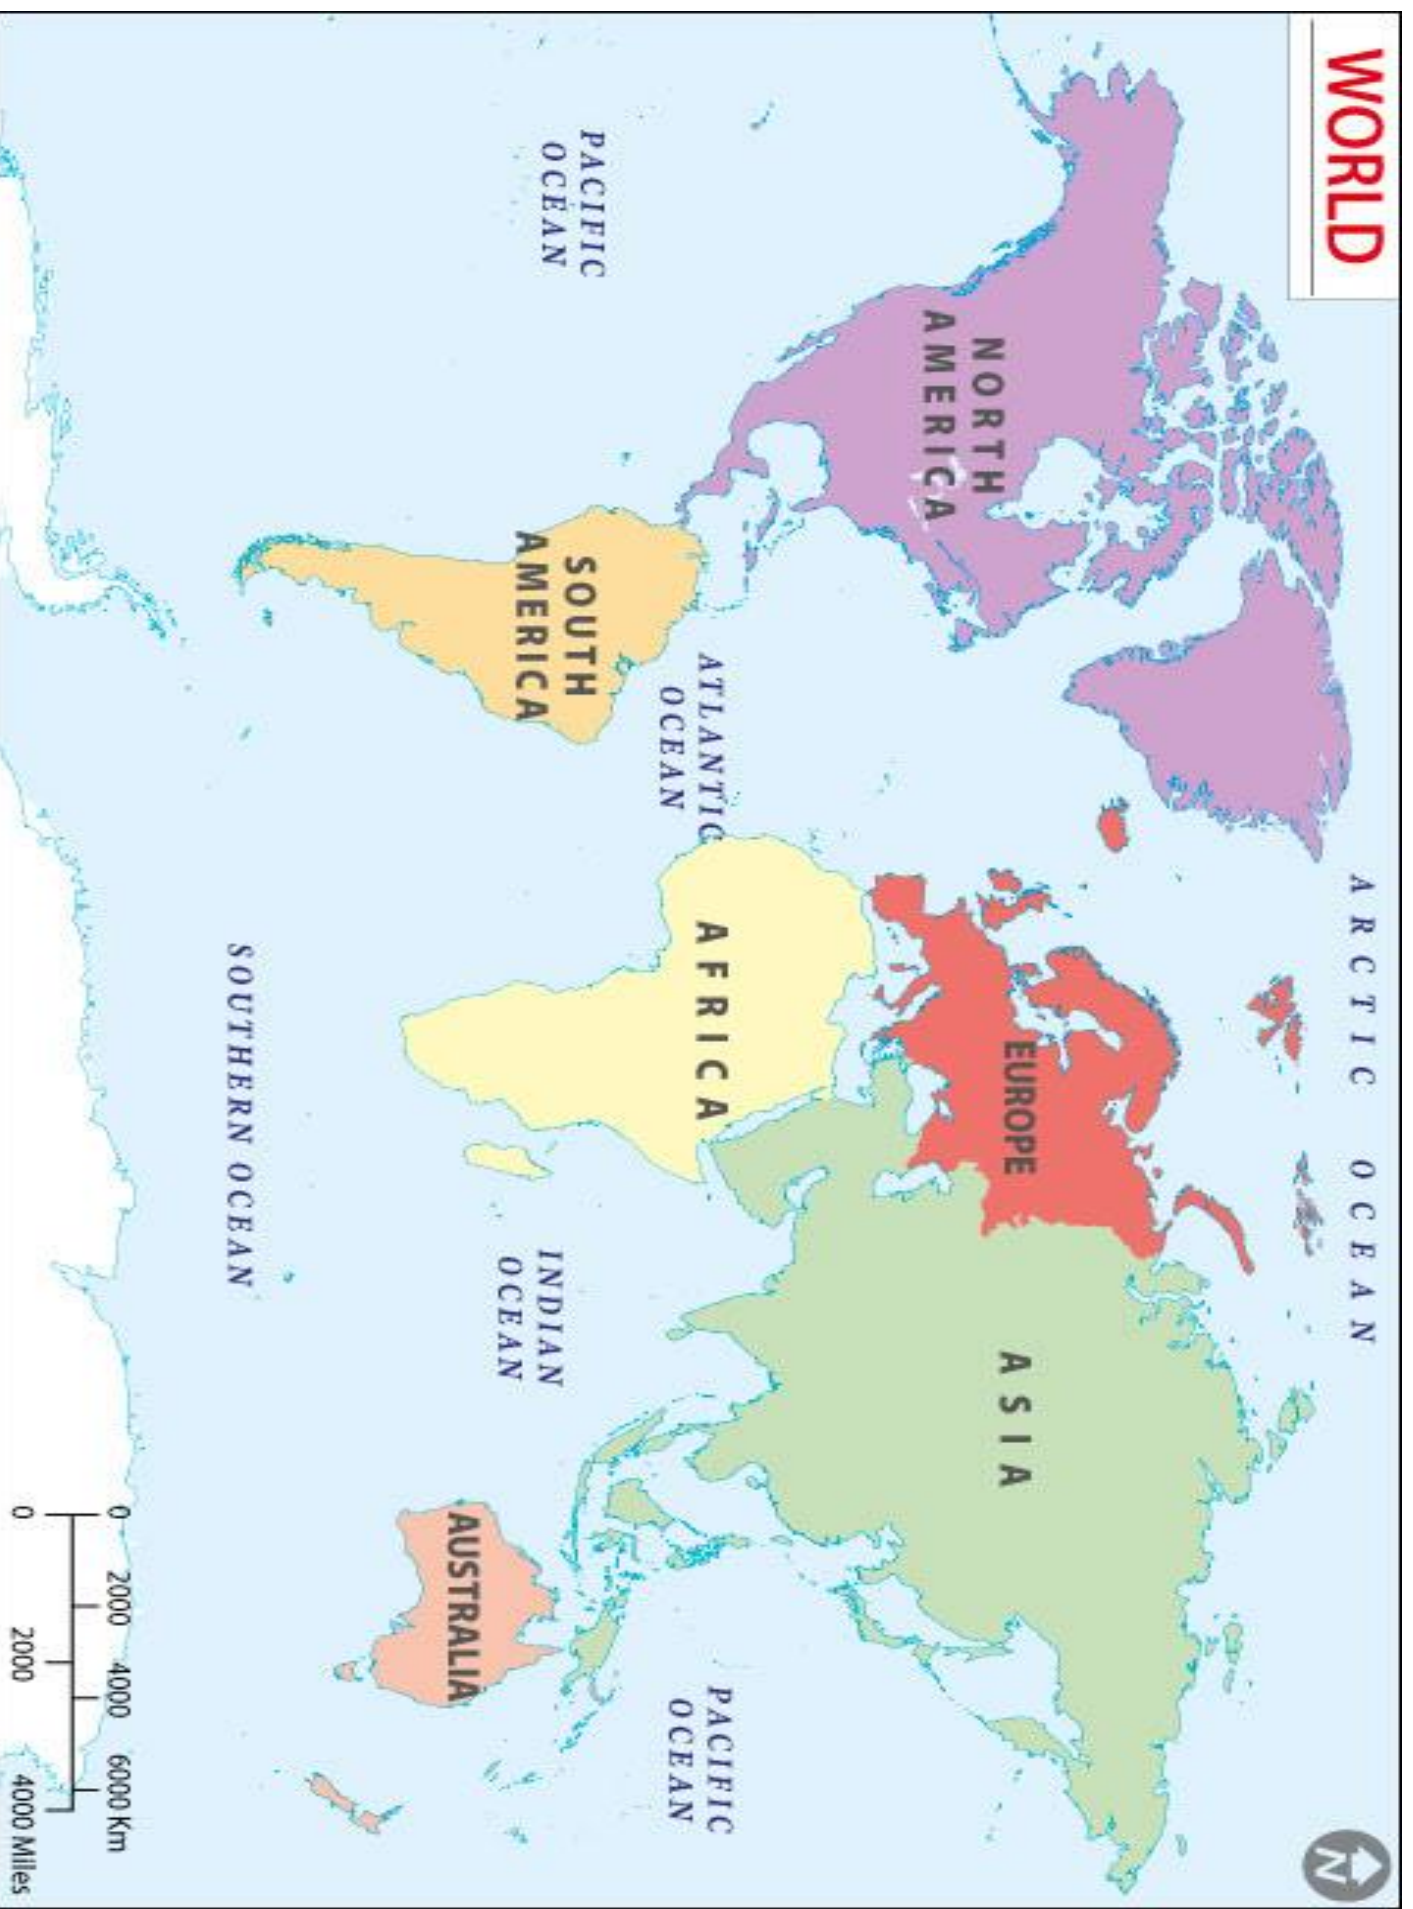 WORLD
ARCTIC OCEAN
NORTH
AMERICA
EUROPE
ASIA
ATLANTIC
OCEAN
AFRICA
PACIFIC
OCEAN
PACIFIC
OCEAN
SOUTH
AMERICA
INDIAN
OCEAN
AUSTRALIA
SOUTHERN OCEAN
0 2000 4000 6000 Km
0 2000 4000 Miles
N